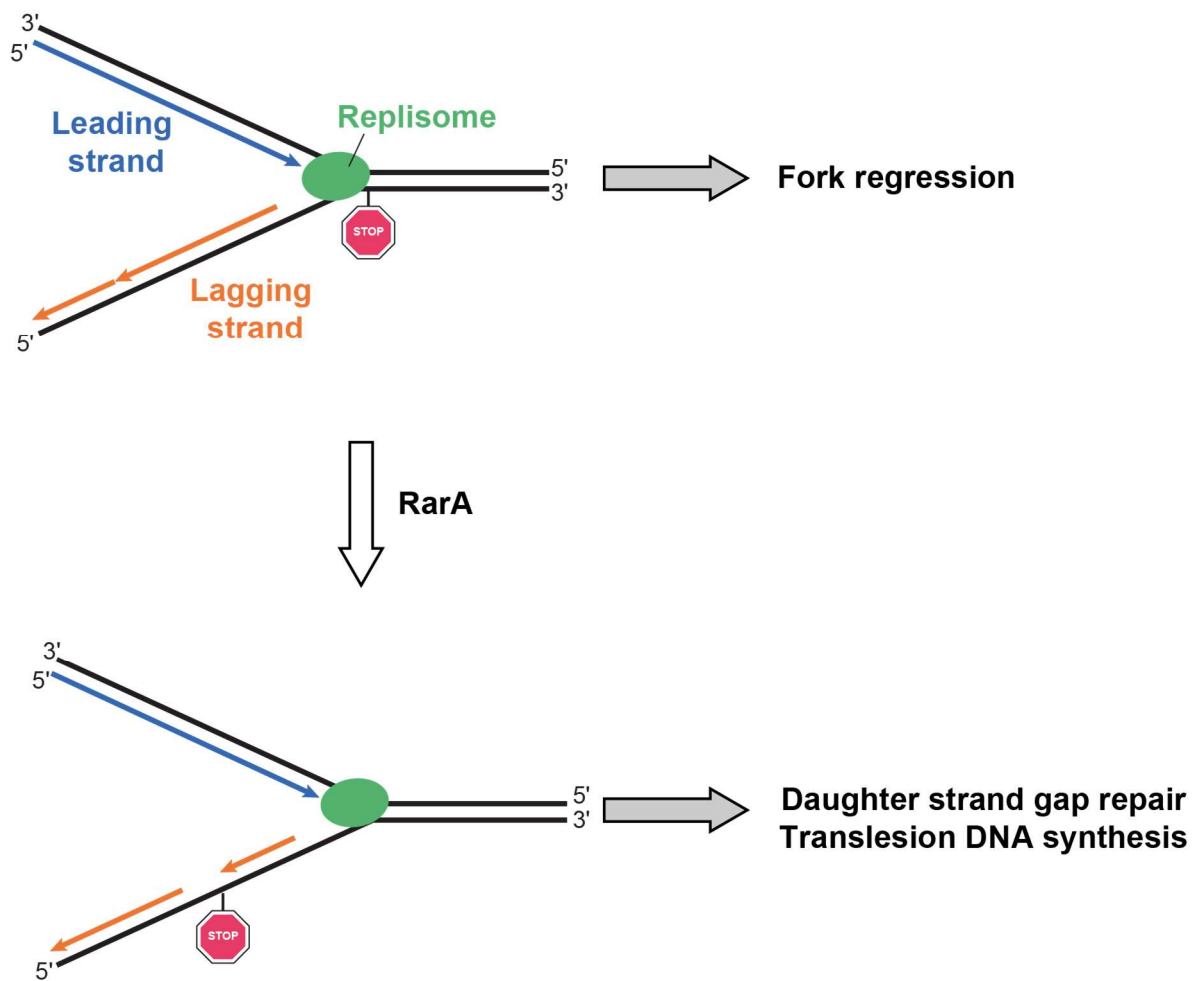 3'
5'
Leading
strand
Replisome
5'
3'
STOP
Fork regression
Lagging
strand
5'
RarA
3'
5'
5'
3'
Daughter strand gap repair
Translesion DNA synthesis
STOP
5'